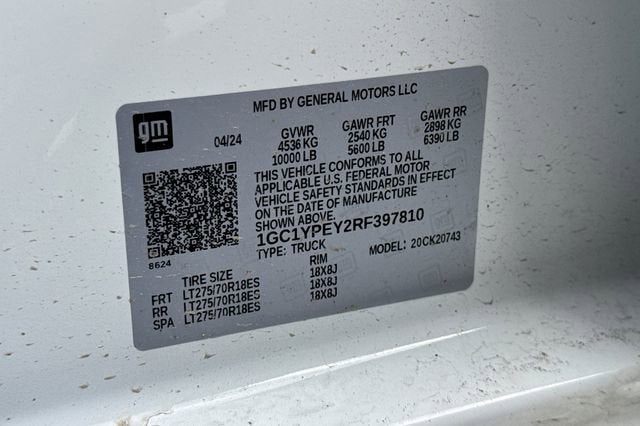 MFD BY GENERAL MOTORS LLC
gm
04/24 GVWR GAWR FRT GAWR RR
4536 KG 2540 KG 2898 KG
10000 LB 5600 LB 6390 LB
THIS VEHICLE CONFORMS TO ALL
APPLICABLE U.S. FEDERAL MOTOR
VEHICLE SAFETY STANDARDS IN EFFECT
ON THE DATE OF MANUFACTURE
SHOWN ABOVE.
1GC1YPEY2RF397810
TYPE: TRUCK MODEL: 20CK20743
8624
TIRE SIZE RIM
FRT LT275/70R18ES 18X8J
RR LT275/70R18ES 18X8J
SPA LT275/70R18ES 18X8J